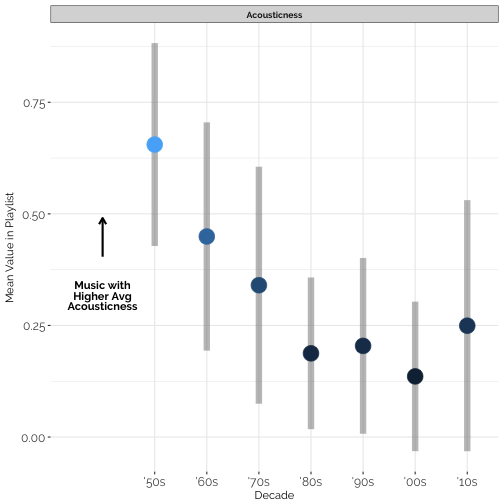 Acousticness
Mean Value in Playlist
0.75
0.50
0.25
0.00
Music with
Higher Avg
Acousticness
'50s '60s '70s '80s '90s '00s '10s
Decade